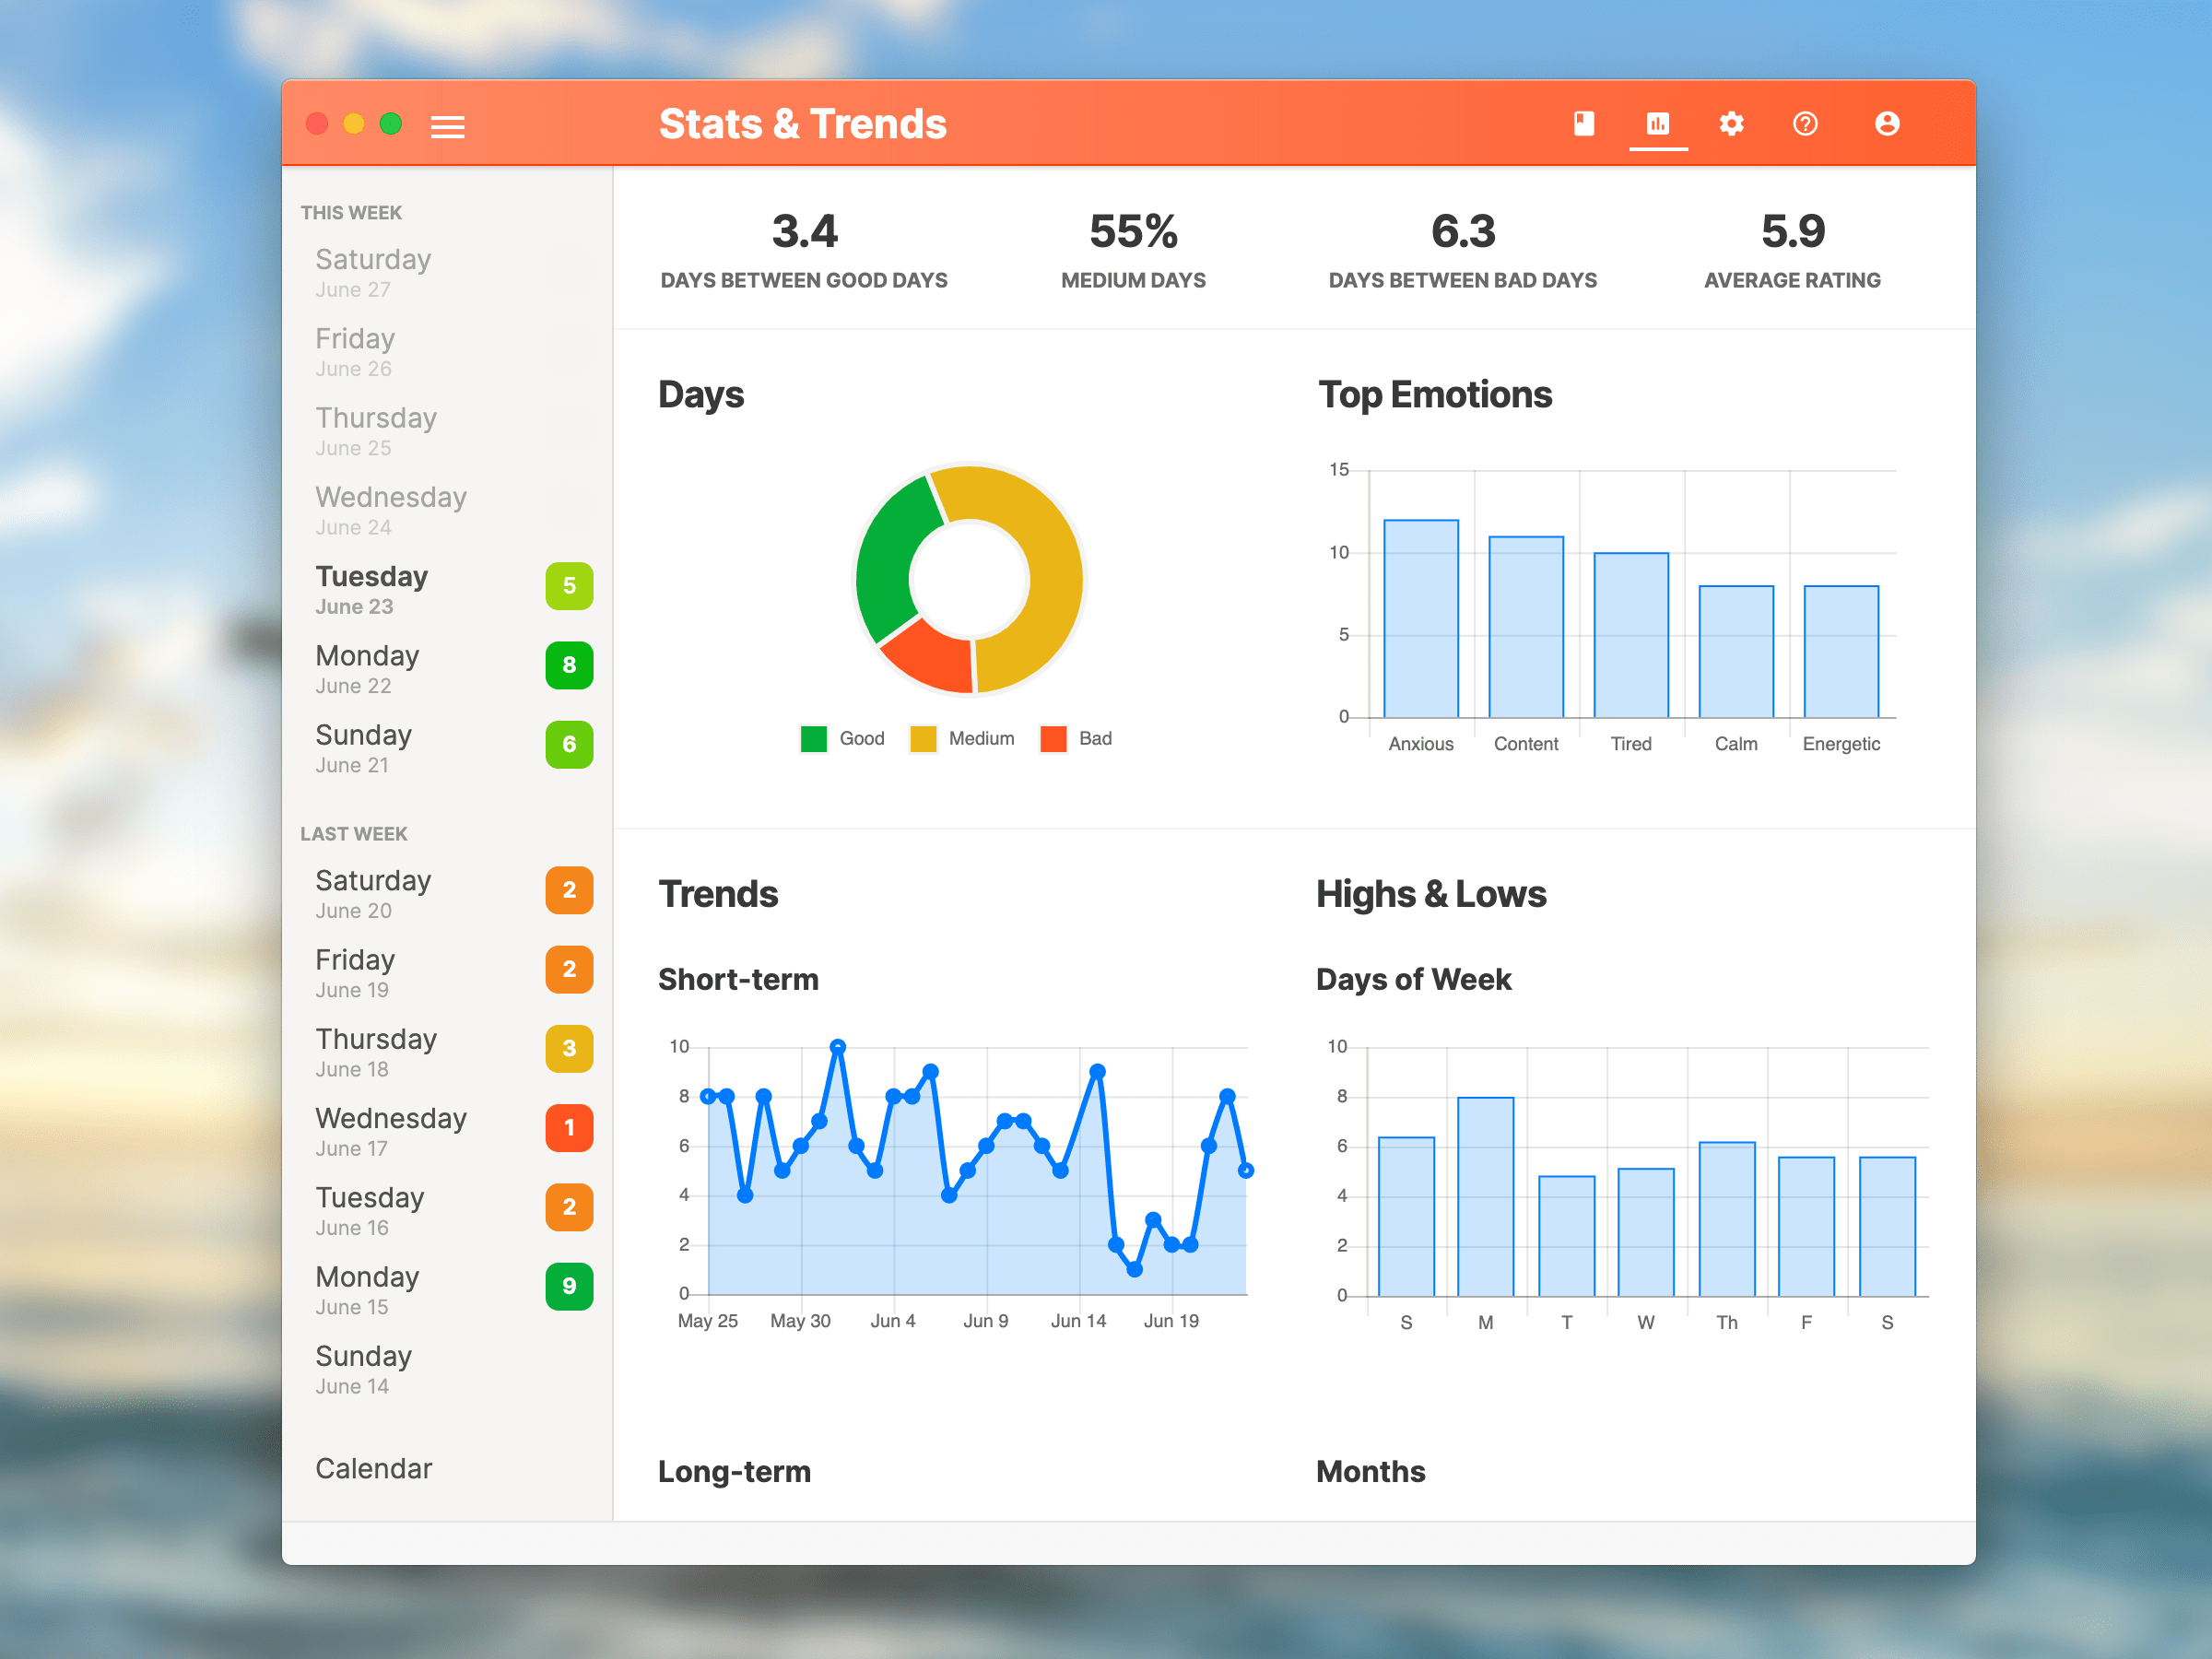 Stats & Trends
THIS WEEK
Saturday
June 27
Friday
June 26
Thursday
June 25
Wednesday
June 24
Tuesday
June 23
5
Monday
June 22
8
Sunday
June 21
6
LAST WEEK
Saturday
June 20
2
Friday
June 19
2
Thursday
June 18
3
Wednesday
June 17
1
Tuesday
June 16
2
Monday
June 15
9
Sunday
June 14
Calendar
3.4
DAYS BETWEEN GOOD DAYS
55%
MEDIUM DAYS
6.3
DAYS BETWEEN BAD DAYS
5.9
AVERAGE RATING
Days
Good Medium Bad
Top Emotions
15
10
5
0
Anxious Content Tired Calm Energetic
Trends
Short-term
10
8
6
4
2
0
May 25 May 30 Jun 4 Jun 9 Jun 14 Jun 19
Highs & Lows
Days of Week
10
8
6
4
2
0
S M T W Th F S
Long-term
Months